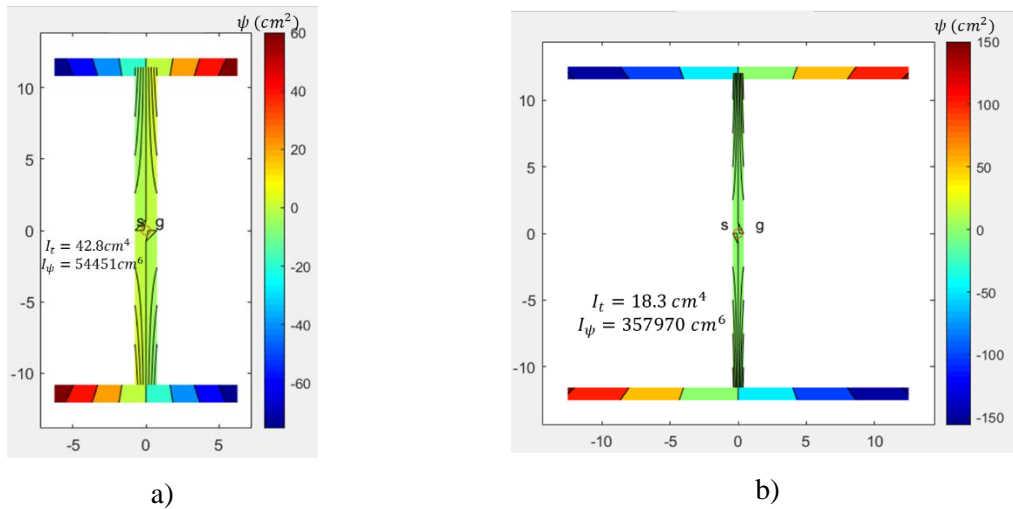 ψ (cm²)
60
40
20
0
-20
-40
-60
10
5
0
-5
-10
s g
I_t = 42.8cm⁴
I_ψ = 54451cm⁶
-5 0 5
a)
ψ (cm²)
150
100
50
0
-50
-100
-150
10
5
0
-5
-10
s g
I_t = 18.3 cm⁴
I_ψ = 357970 cm⁶
-10 -5 0 5 10
b)